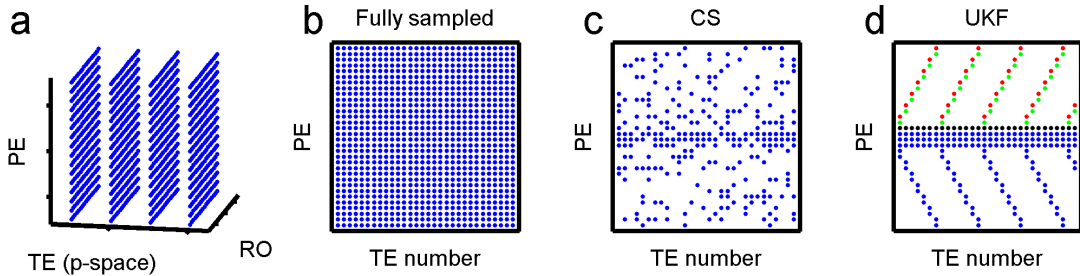 a
PE
TE (p-space)
RO
b
Fully sampled
PE
TE number
c
CS
PE
TE number
d
UKF
PE
TE number